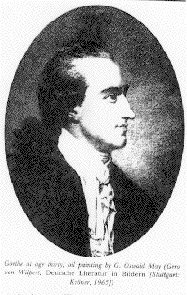 Goethe at age thirty, oil painting by G. Oswald May (Gero
von Wilpert, Deutsche Literatur in Bildern [Stuttgart:
Kröner, 1965]).